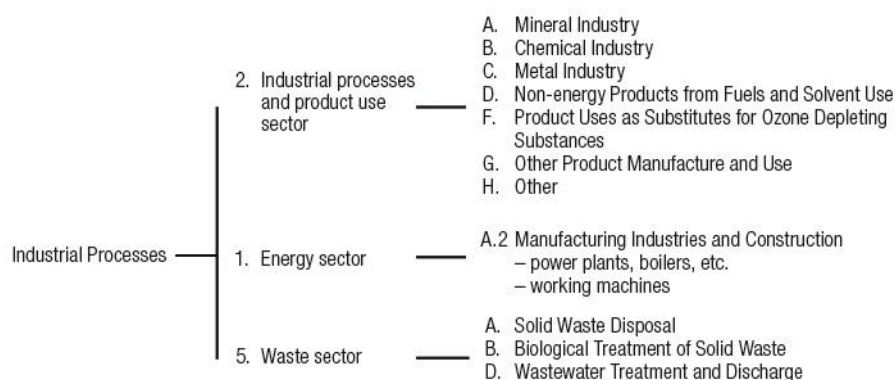 Industrial Processes
2. Industrial processes
and product use
sector
A. Mineral Industry
B. Chemical Industry
C. Metal Industry
D. Non-energy Products from Fuels and Solvent Use
F. Product Uses as Substitutes for Ozone Depleting
Substances
G. Other Product Manufacture and Use
H. Other
1. Energy sector
A.2 Manufacturing Industries and Construction
– power plants, boilers, etc.
– working machines
5. Waste sector
A. Solid Waste Disposal
B. Biological Treatment of Solid Waste
D. Wastewater Treatment and Discharge